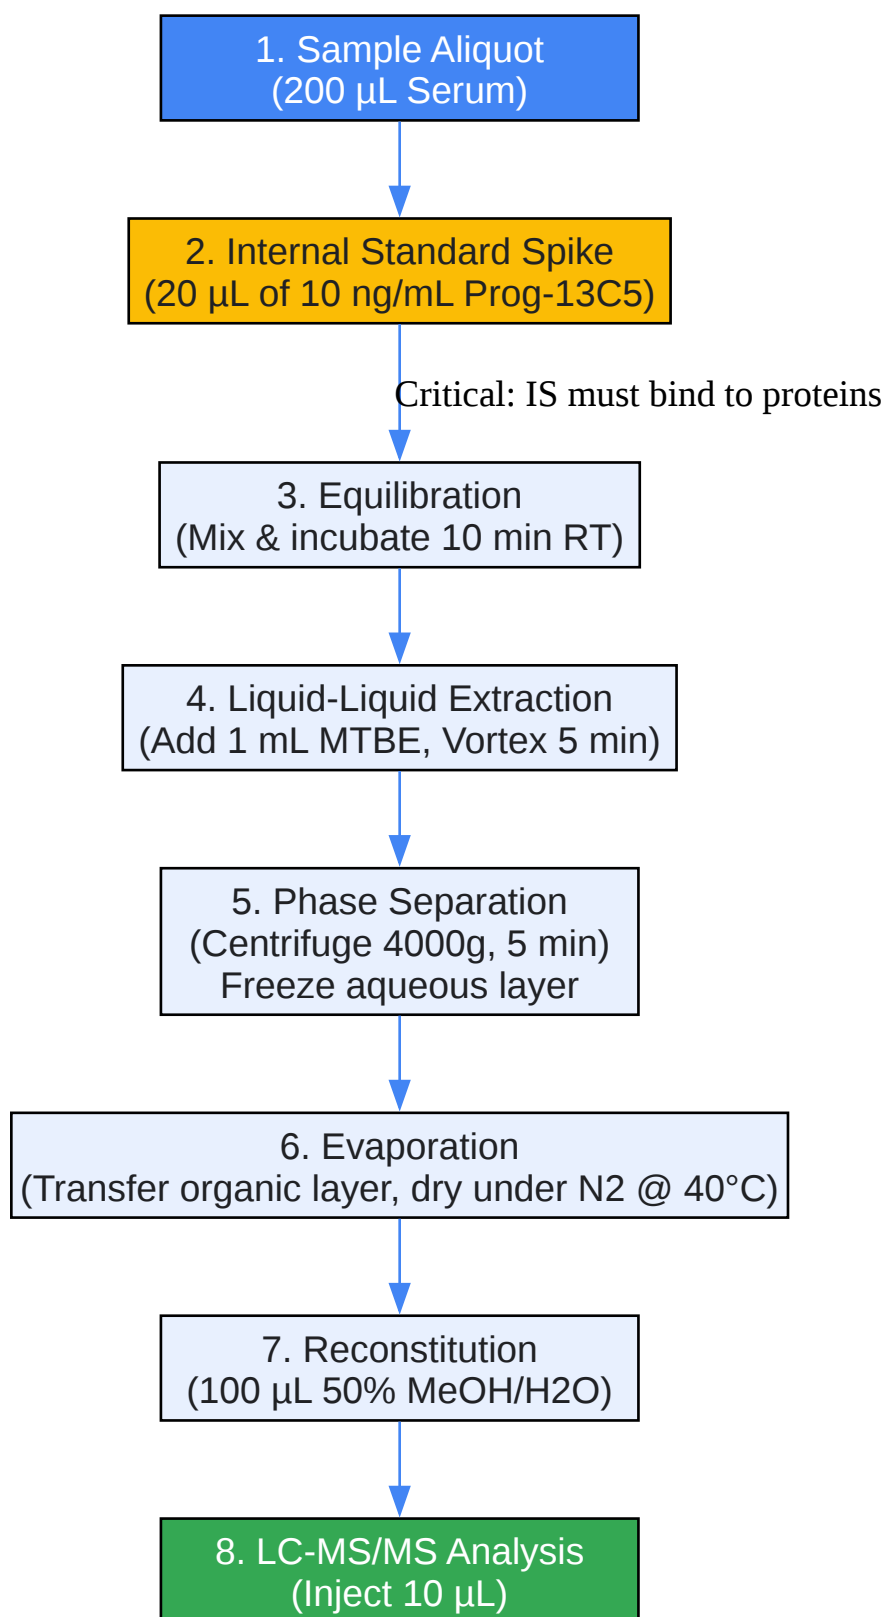 1. Sample Aliquot
(200 µL Serum)
2. Internal Standard Spike
(20 µL of 10 ng/mL Prog-13C5)
Critical: IS must bind to proteins
3. Equilibration
(Mix & incubate 10 min RT)
4. Liquid-Liquid Extraction
(Add 1 mL MTBE, Vortex 5 min)
5. Phase Separation
(Centrifuge 4000g, 5 min)
Freeze aqueous layer
6. Evaporation
(Transfer organic layer, dry under N2 @ 40°C)
7. Reconstitution
(100 µL 50% MeOH/H2O)
8. LC-MS/MS Analysis
(Inject 10 µL)